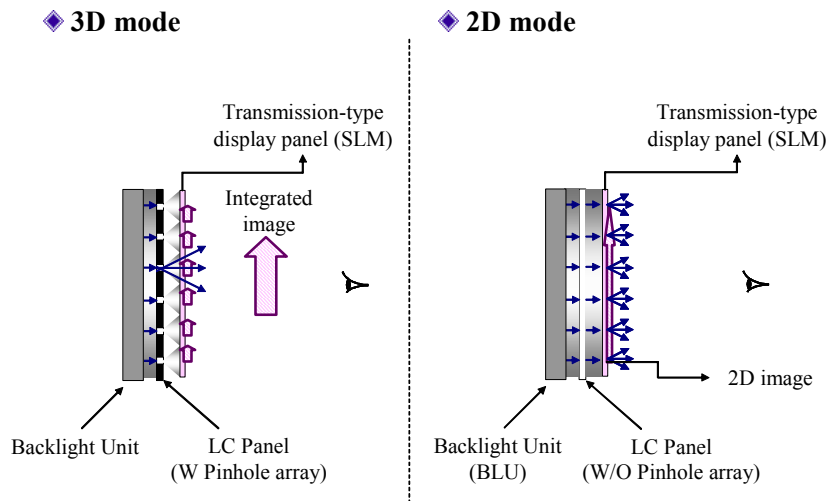 3D mode
Transmission-type
display panel (SLM)
Integrated
image
Backlight Unit
LC Panel
(W Pinhole array)
2D mode
Transmission-type
display panel (SLM)
2D image
Backlight Unit
(BLU)
LC Panel
(W/O Pinhole array)